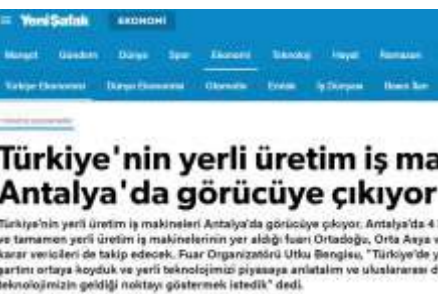 Yeni Şafak EKONOMİ
Manşet Gündem Dünya Spor Ekonomi Teknoloji Hayat Ramazan
Türkiye Ekonomisi Dünya Ekonomisi Otomotiv Emlak İş Dünyası
Türkiye'nin yerli üretim iş ma
Antalya'da görücüye çıkıyor
Türkiye'nin yerli üretim iş makineleri Antalya'da görücüye çıkıyor. Antalya'da 4
ve tamamen yerli üretim iş makinelerinin yer aldığı fuarı Ortadoğu, Orta Asya v
karar vericileri de takip edecek. Fuar Organizatörü Utku Bengisu, "Türkiye'de y
şartını ortaya koyduk ve yerli teknolojimizi piyasaya anlatalım ve uluslararası d
teknolojimizin geldiği noktayı göstermek istedik" dedi.